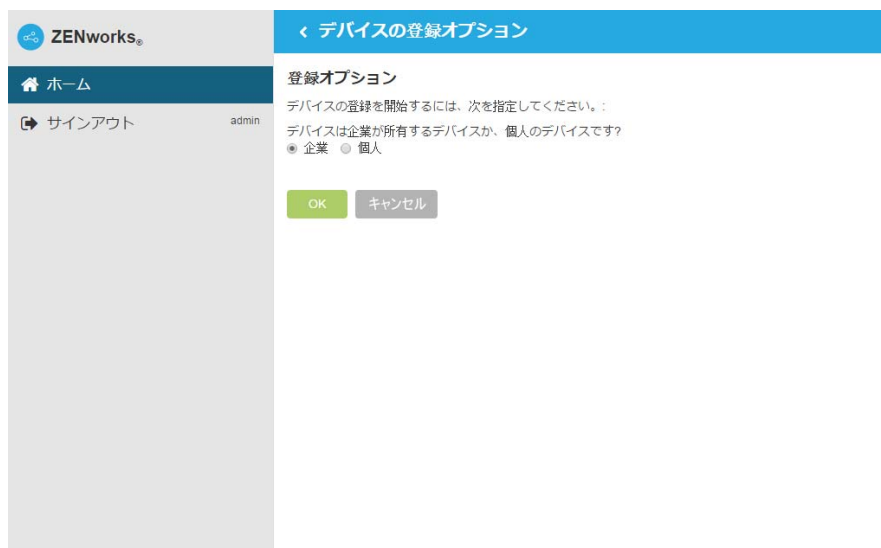 ZENworks®
デバイスの登録オプション
ホーム
サインアウト admin
登録オプション
デバイスの登録を開始するには、次を指定してください。:
デバイスは企業が所有するデバイスか、個人のデバイスです?
企業 個人
OK キャンセル